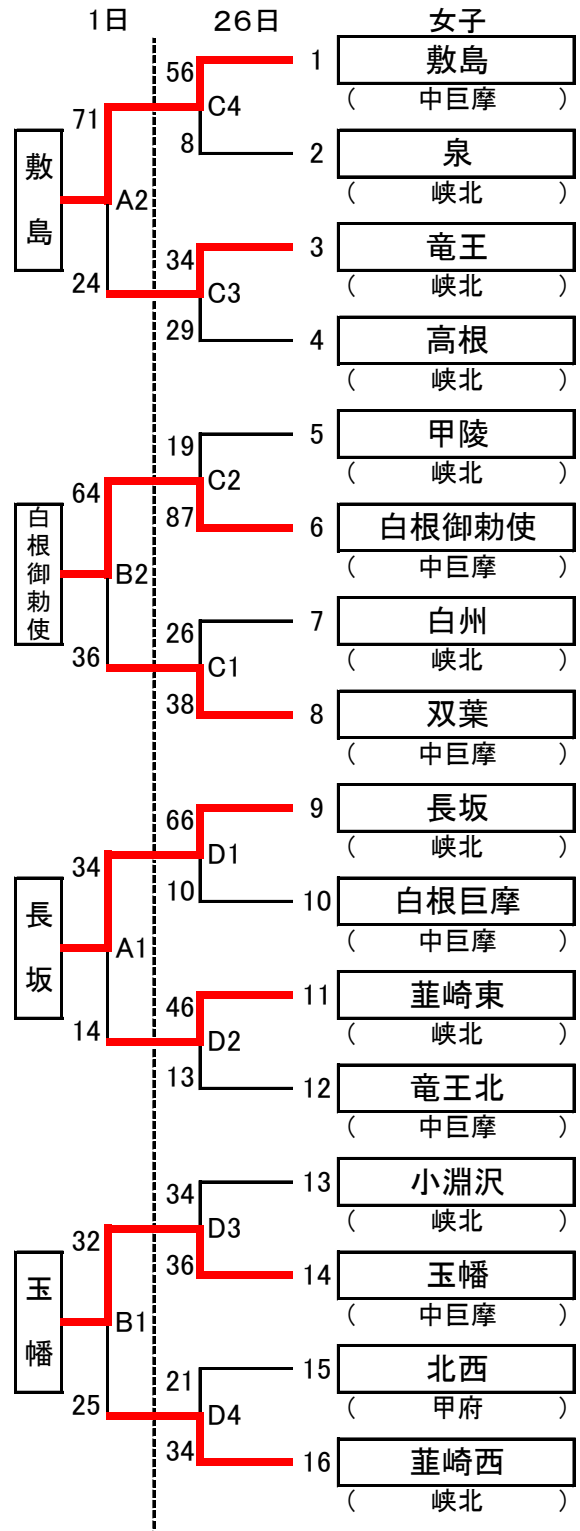 1日 26日 女子
56 1 敷島
71 C4 ( 中巨摩 )
8 2 泉
敷島 A2 ( 峡北 )
34 3 竜王
24 C3 ( 峡北 )
29 4 高根
( 峡北 )
19 5 甲陵
64 C2 ( 峡北 )
87 6 白根御勅使
白根御勅使 B2 ( 中巨摩 )
26 7 白州
36 C1 ( 峡北 )
38 8 双葉
( 中巨摩 )
66 9 長坂
34 D1 ( 峡北 )
10 10 白根巨摩
長坂 A1 ( 中巨摩 )
46 11 韮崎東
14 D2 ( 峡北 )
13 12 竜王北
( 中巨摩 )
34 13 小淵沢
32 D3 ( 峡北 )
36 14 玉幡
玉幡 B1 ( 中巨摩 )
21 15 北西
25 D4 ( 甲府 )
34 16 韮崎西
( 峡北 )